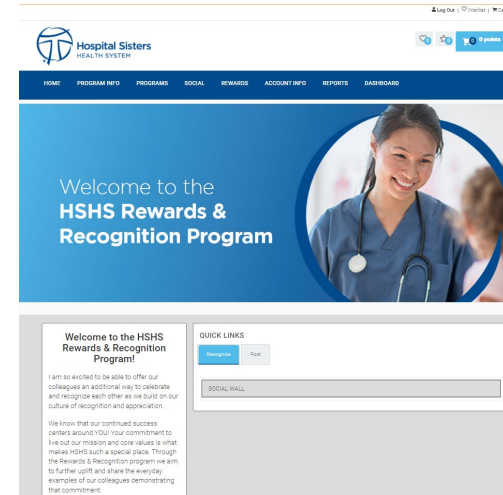 Log Out | Wishlist |
Hospital Sisters
HEALTH SYSTEM
0 0 0 0 points
HOME PROGRAM INFO PROGRAMS SOCIAL REWARDS ACCOUNT INFO REPORTS DASHBOARD
Welcome to the
HSHS Rewards &
Recognition Program
Welcome to the HSHS
Rewards & Recognition
Program!
I am so excited to be able to offer our
colleagues an additional way to celebrate
and recognize each other as we build on our
culture of recognition and appreciation.
We know that our continued success
centers around YOU! Your commitment to
live out our mission and core values is what
makes HSHS such a special place. Through
the Rewards & Recognition program we aim
to further uplift and share the everyday
examples of our colleagues demonstrating
that commitment.
QUICK LINKS
Recognize Post
SOCIAL WALL